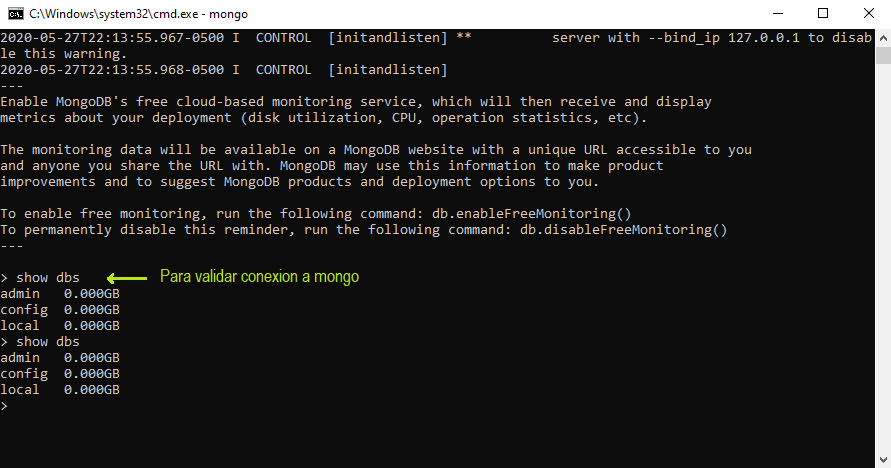 C:\Windows\system32\cmd.exe - mongo
2020-05-27T22:13:55.967-0500 I  CONTROL  [initandlisten] **          server with --bind_ip 127.0.0.1 to disab
le this warning.
2020-05-27T22:13:55.968-0500 I  CONTROL  [initandlisten]
---
Enable MongoDB's free cloud-based monitoring service, which will then receive and display
metrics about your deployment (disk utilization, CPU, operation statistics, etc).
The monitoring data will be available on a MongoDB website with a unique URL accessible to you
and anyone you share the URL with. MongoDB may use this information to make product
improvements and to suggest MongoDB products and deployment options to you.
To enable free monitoring, run the following command: db.enableFreeMonitoring()
To permanently disable this reminder, run the following command: db.disableFreeMonitoring()
---
> show dbs Para validar conexion a mongo
admin   0.000GB
config  0.000GB
local   0.000GB
> show dbs
admin   0.000GB
config  0.000GB
local   0.000GB
>